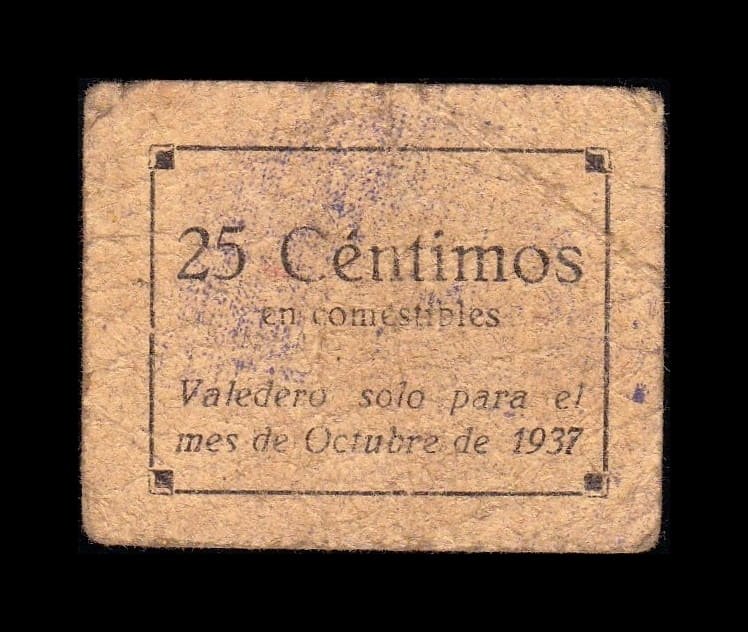 25 Céntimos
en comestibles
Valedero solo para el
mes de Octubre de 1937